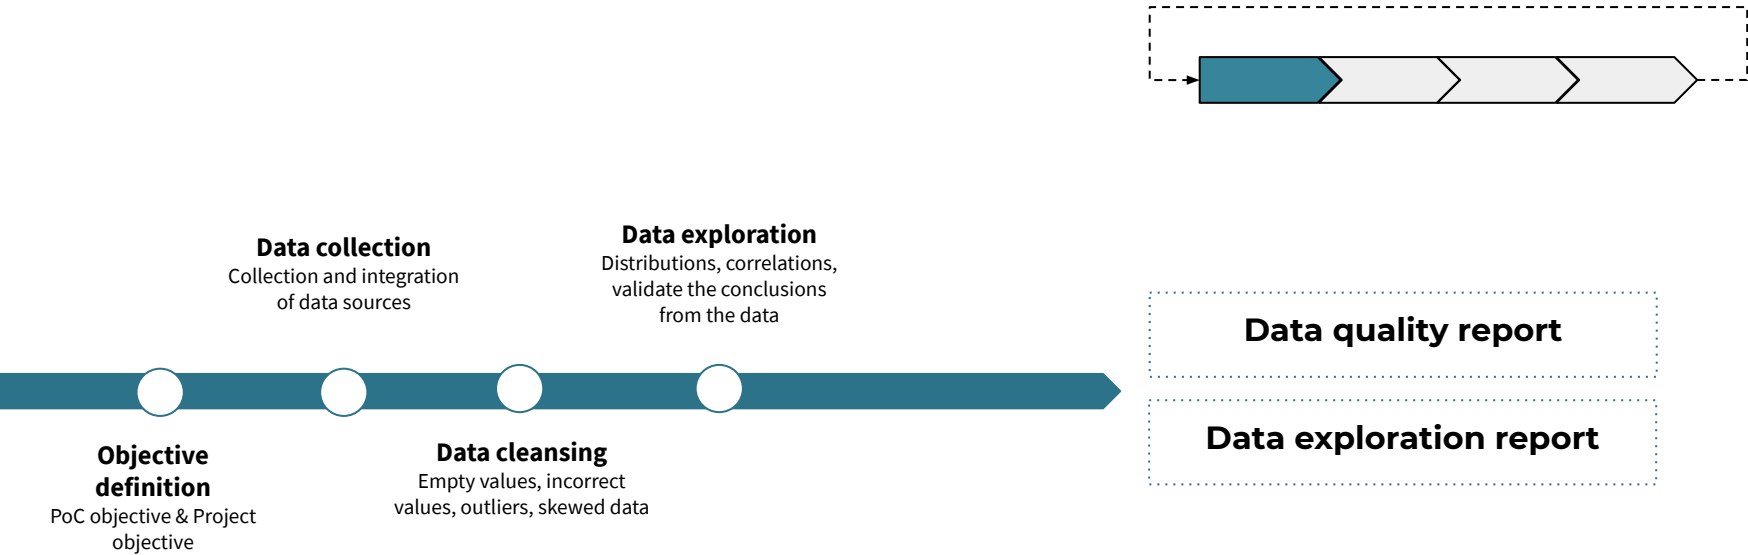 Data collection
Collection and integration
of data sources
Data exploration
Distributions, correlations,
validate the conclusions
from the data
Objective
definition
PoC objective & Project
objective
Data cleansing
Empty values, incorrect
values, outliers, skewed data
Data quality report
Data exploration report